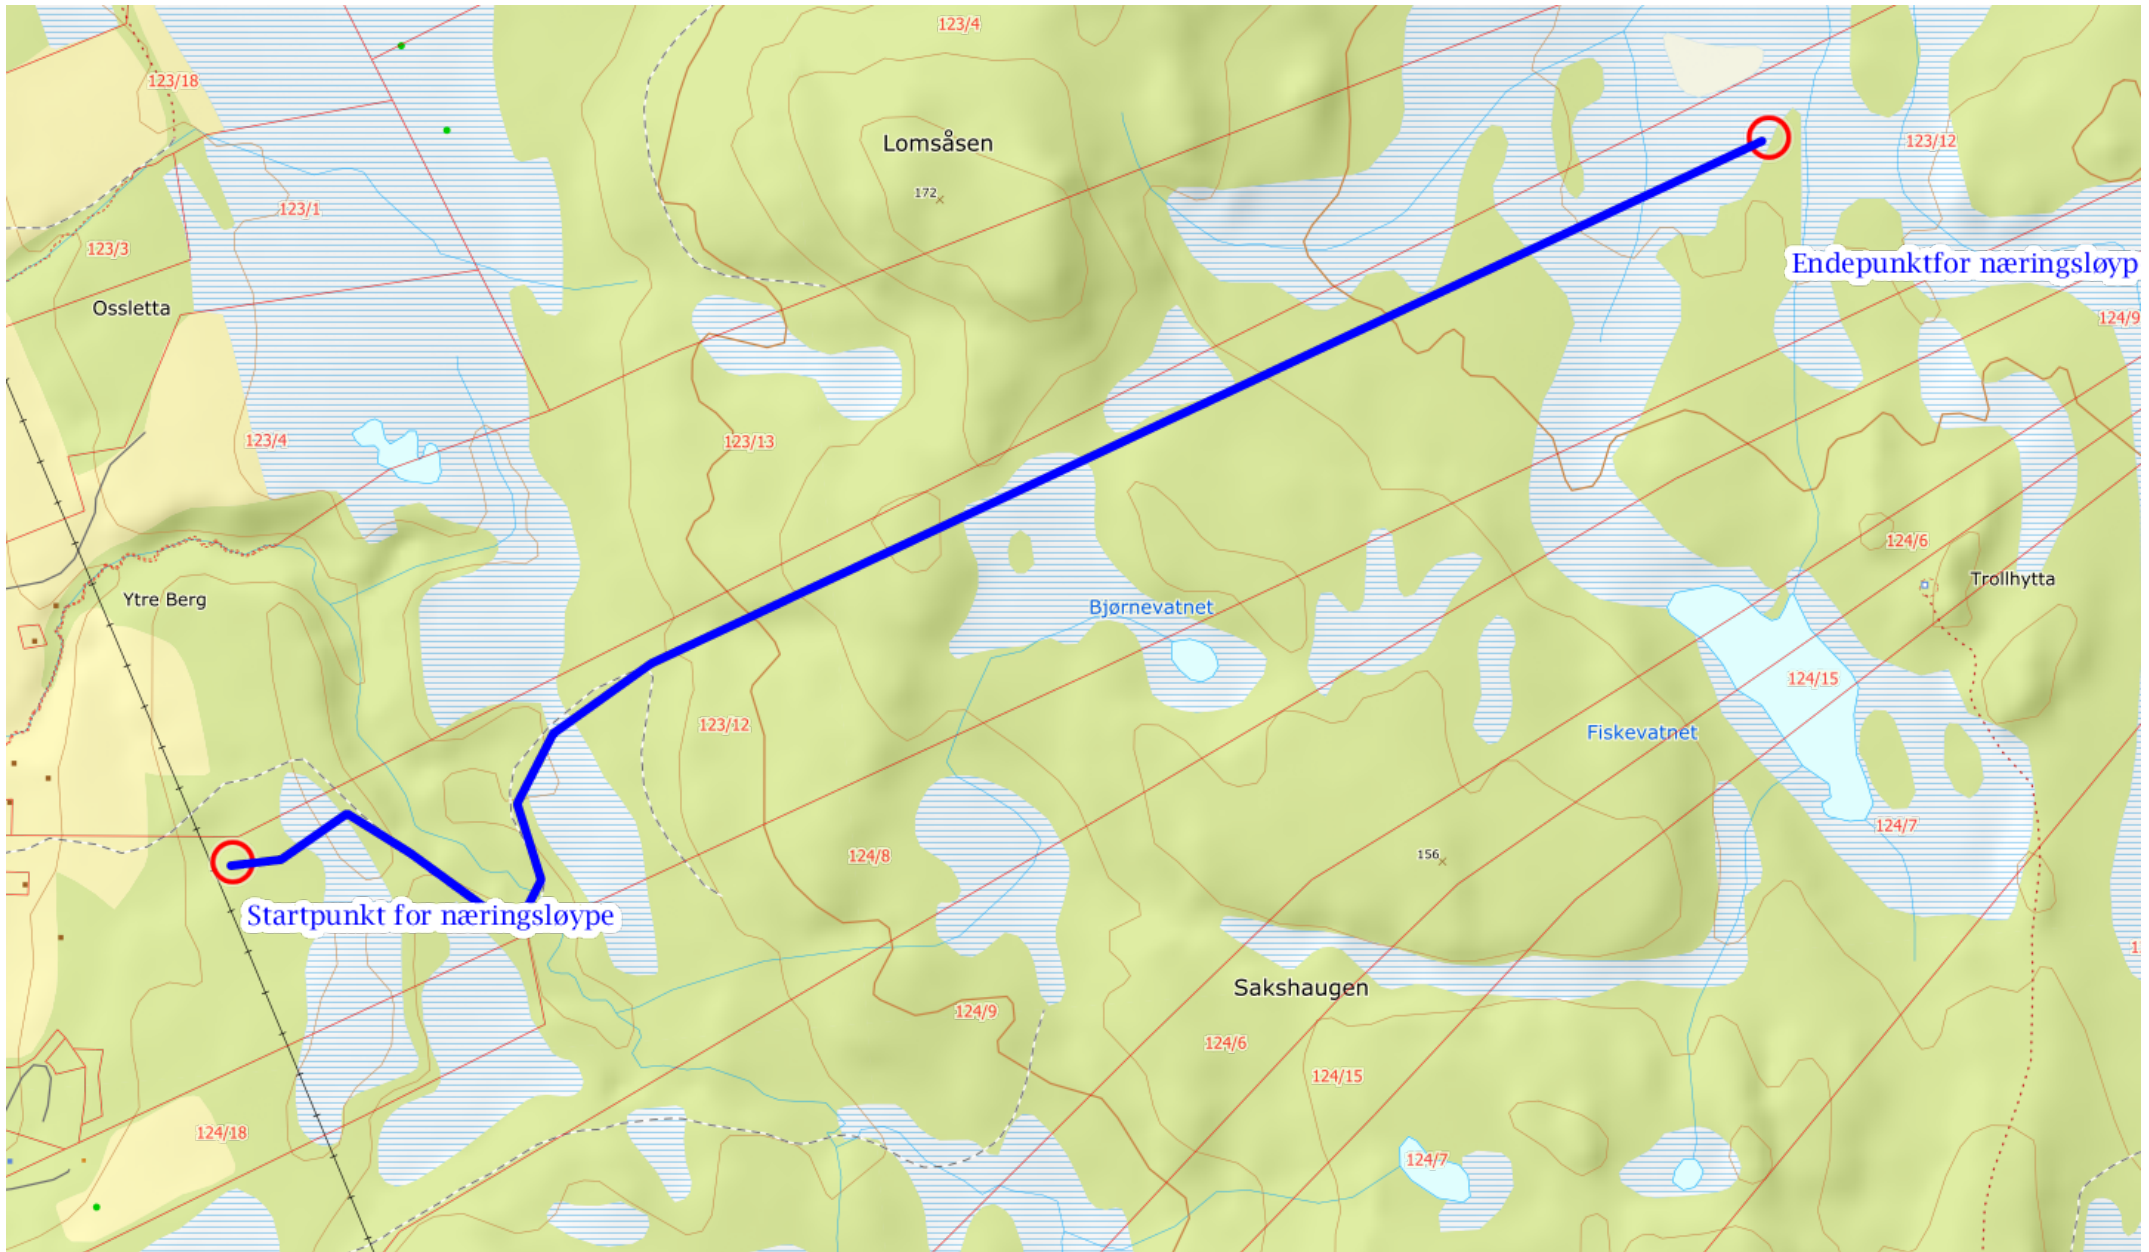 123/4
123/18
Lomsåsen
123/12
172
123/1
123/3
Endepunktfor næringsløyp
Ossletta
124/9
123/4
123/13
124/6
Trollhytta
Ytre Berg
Bjørnevatnet
124/15
123/12
Fiskevatnet
124/7
124/8
156
Startpunkt for næringsløype
Sakshaugen
124/9
124/6
124/15
124/18
124/7